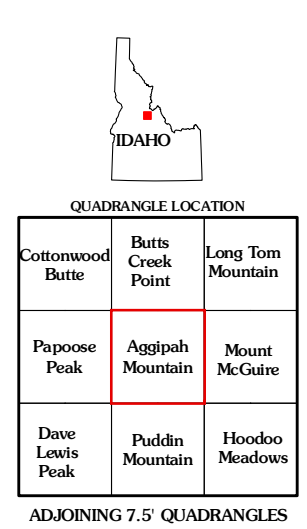 IDAHO
QUADRANGLE LOCATION
Cottonwood
Butte
Butts
Creek
Point
Long Tom
Mountain
Papoose
Peak
Aggipah
Mountain
Mount
McGuire
Dave
Lewis
Peak
Puddin
Mountain
Hoodoo
Meadows
ADJOINING 7.5' QUADRANGLES